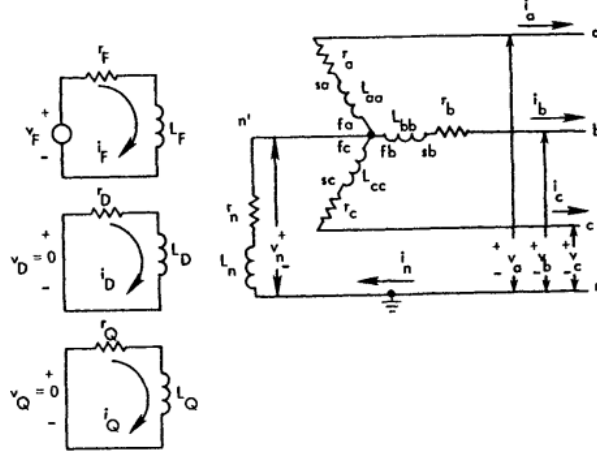 r_F
+
v_F
-
i_F
L_F
r_D
+
v_D = 0
-
i_D
L_D
r_Q
+
v_Q = 0
-
i_Q
L_Q
n'
r_n
L_n
+
v_n
-
i_n
r_a
sa
L_aa
fa
L_bb
r_b
fb
sb
fc
sc
L_cc
r_c
i_a
i_b
b
i_c
c
+
v_a
-
+
v_b
-
+
v_c
-